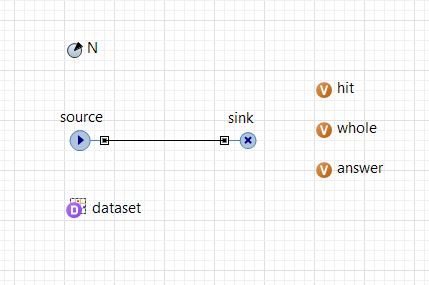 N
hit
source
sink
whole
answer
dataset